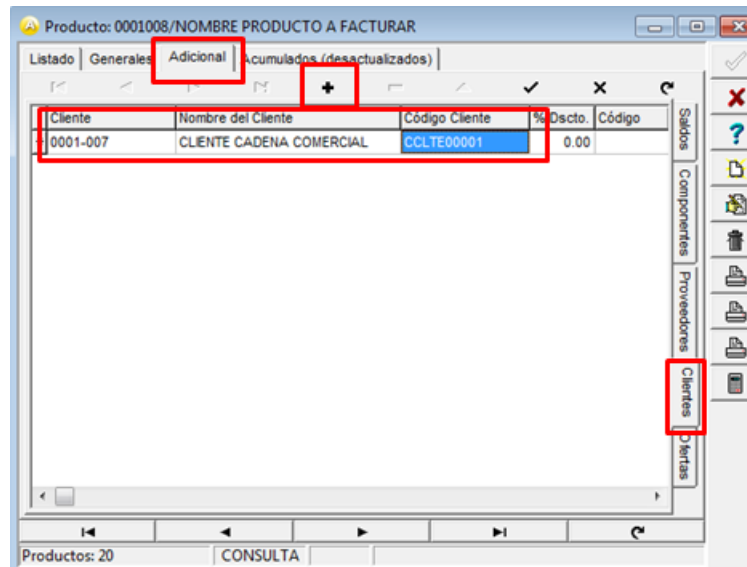 Producto: 0001008/NOMBRE PRODUCTO A FACTURAR
Listado Generales Adicional Acumulados (desactualizados)
Cliente Nombre del Cliente Código Cliente % Dscto. Código
0001-007 CLIENTE CADENA COMERCIAL CCLTE00001 0.00
Saldos
Componentes
Proveedores
Clientes
Ofertas
Productos: 20 CONSULTA